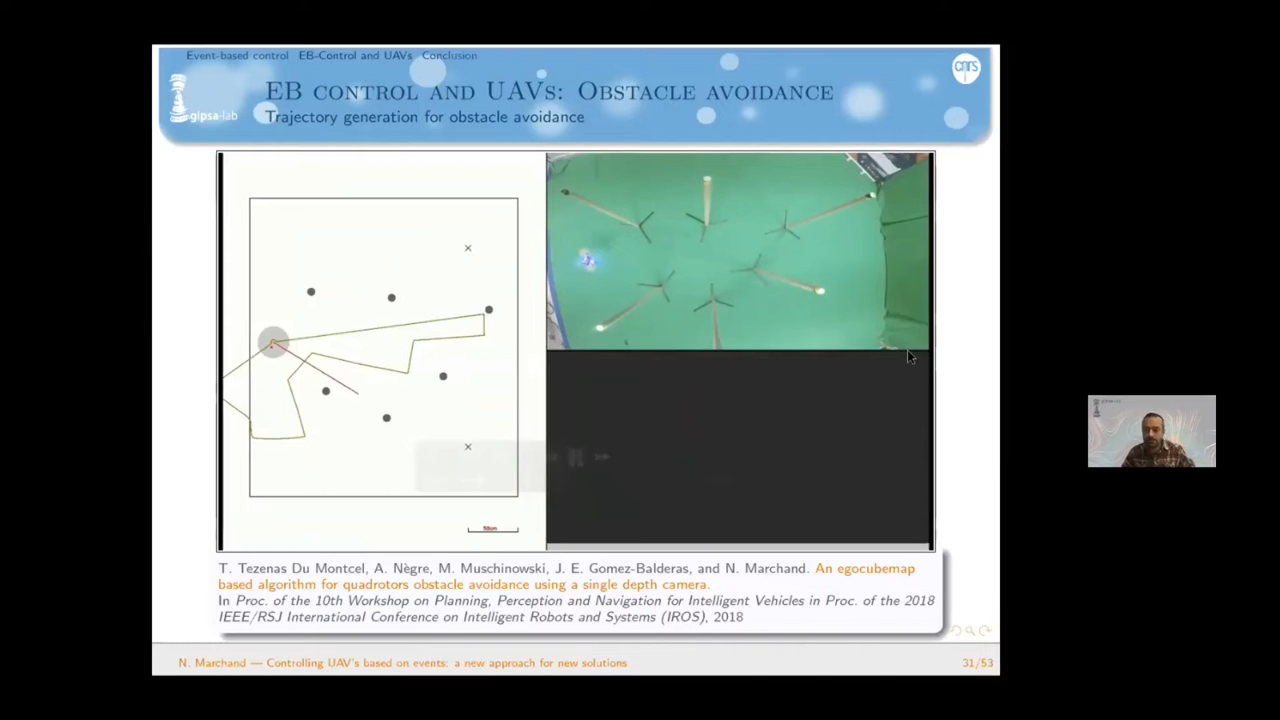 Event-based control EB-Control and UAVs Conclusion
EB CONTROL AND UAVS: OBSTACLE AVOIDANCE
Trajectory generation for obstacle avoidance
gipsa-lab
cnrs
50cm
T. Tezenas Du Montcel, A. Nègre, M. Muschinowski, J. E. Gomez-Balderas, and N. Marchand. An egocubemap
based algorithm for quadrotors obstacle avoidance using a single depth camera.
In Proc. of the 10th Workshop on Planning, Perception and Navigation for Intelligent Vehicles in Proc. of the 2018
IEEE/RSJ International Conference on Intelligent Robots and Systems (IROS), 2018
N. Marchand — Controlling UAV's based on events: a new approach for new solutions
31/53